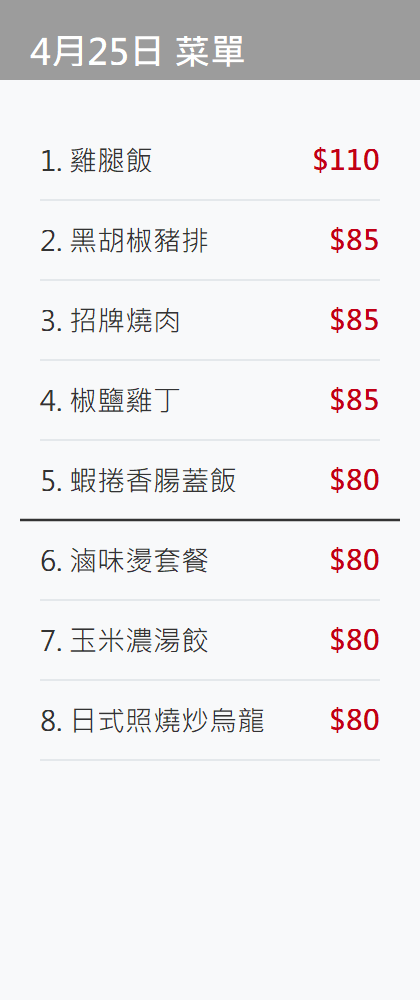 4月25日 菜單
1. 雞腿飯 $110
2. 黑胡椒豬排 $85
3. 招牌燒肉 $85
4. 椒鹽雞丁 $85
5. 蝦捲香腸蓋飯 $80
6. 滷味燙套餐 $80
7. 玉米濃湯餃 $80
8. 日式照燒炒烏龍 $80